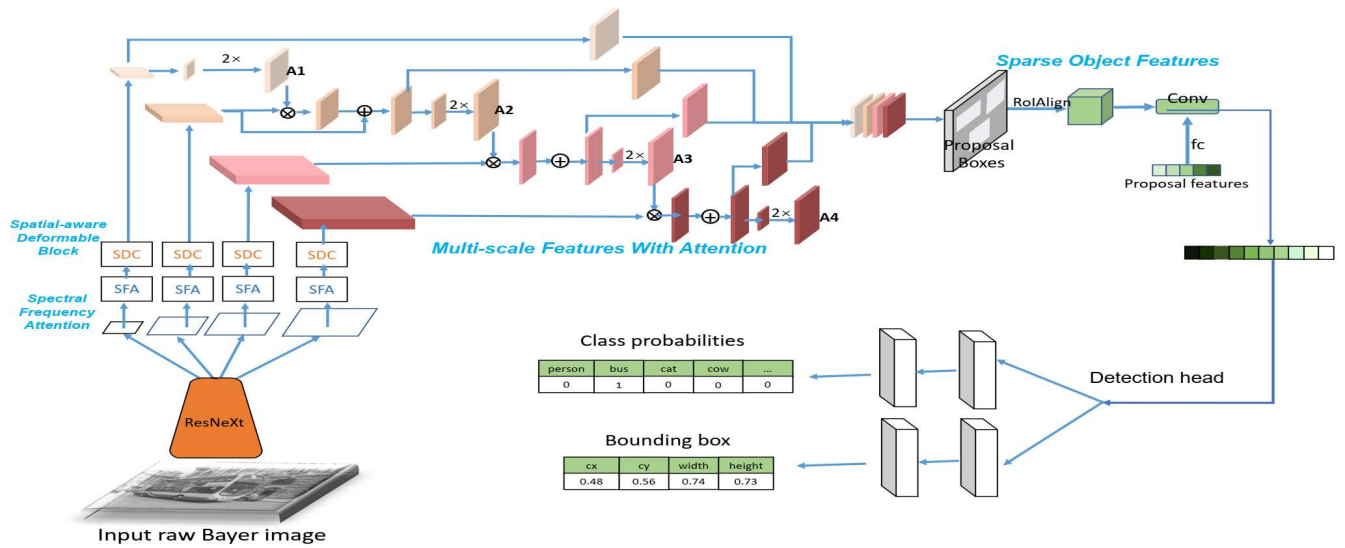 2×
A1
2×
A2
2×
A3
2×
A4
Multi-scale Features With Attention
Sparse Object Features
Proposal
Boxes
RoIAlign
Conv
fc
Proposal features
Spatial-aware
Deformable
Block
SDC
SDC
SDC
SDC
SFA
SFA
SFA
SFA
Spectral
Frequency
Attention
ResNeXt
Input raw Bayer image
Class probabilities
person bus cat cow ...
0 1 0 0 0
Detection head
Bounding box
cx cy width height
0.48 0.56 0.74 0.73